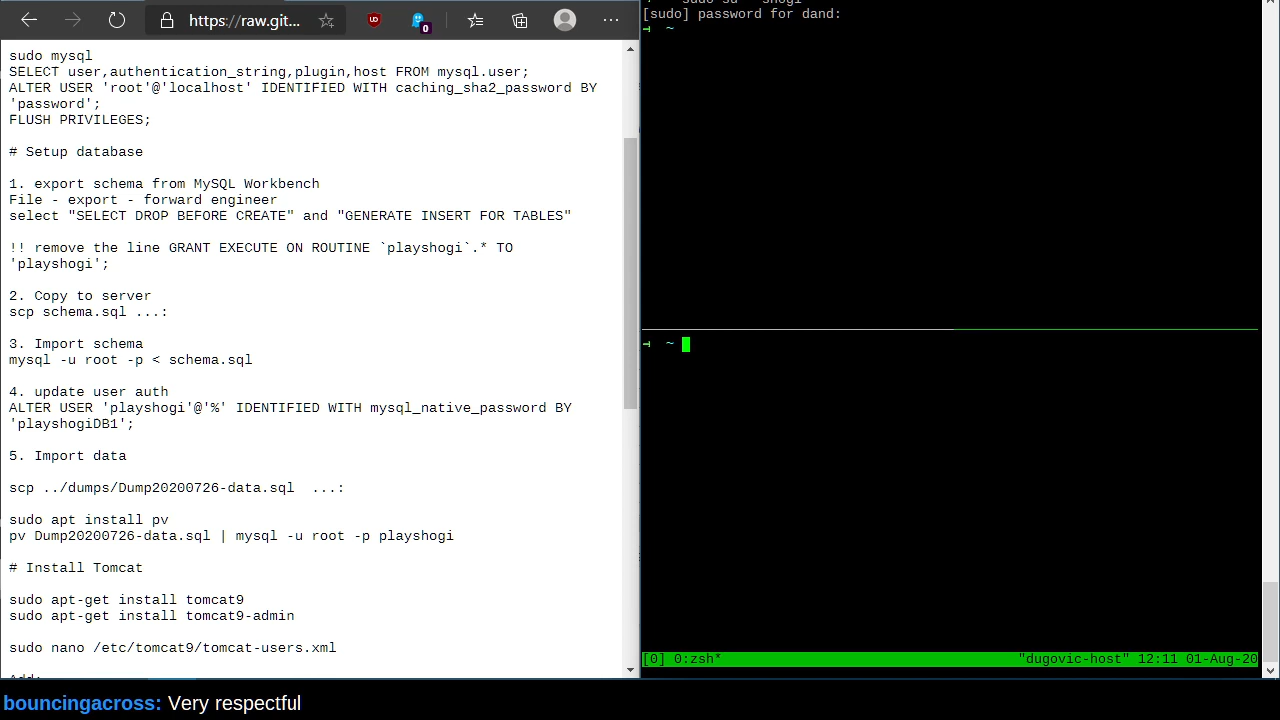 https://raw.git...
0
sudo mysql
SELECT user,authentication_string,plugin,host FROM mysql.user;
ALTER USER 'root'@'localhost' IDENTIFIED WITH caching_sha2_password BY
'password';
FLUSH PRIVILEGES;
# Setup database
1. export schema from MySQL Workbench
File - export - forward engineer
select "SELECT DROP BEFORE CREATE" and "GENERATE INSERT FOR TABLES"
!! remove the line GRANT EXECUTE ON ROUTINE `playshogi`.* TO
'playshogi';
2. Copy to server
scp schema.sql ...:
3. Import schema
mysql -u root -p < schema.sql
4. update user auth
ALTER USER 'playshogi'@'%' IDENTIFIED WITH mysql_native_password BY
'playshogiDB1';
5. Import data
scp ../dumps/Dump20200726-data.sql  ...:
sudo apt install pv
pv Dump20200726-data.sql | mysql -u root -p playshogi
# Install Tomcat
sudo apt-get install tomcat9
sudo apt-get install tomcat9-admin
sudo nano /etc/tomcat9/tomcat-users.xml
Add:
sudo su - shogi
[sudo] password for dand:
→ ~
→ ~
[0] 0:zsh*
"dugovic-host" 12:11 01-Aug-20
bouncingacross: Very respectful